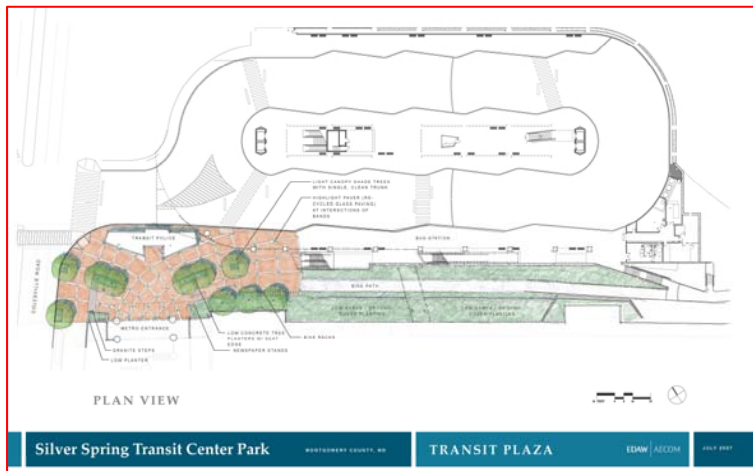 LIGHT CANOPY SHADE TREES
WITH SINGLE, CLEAN TRUNK
HIGHLIGHT PAVER (RE-
CYCLED GLASS PAVING)
AT INTERSECTIONS OF
BANDS
TRANSIT POLICE
BUS STATION
COLESVILLE ROAD
BIKE PATH
METRO ENTRANCE
LOW CONCRETE TREE
PLANTERS W/ SEAT
EDGE
BIKE RACKS
GRANITE STEPS
NEWSPAPER STANDS
LOW PLANTER
PLAN VIEW
Silver Spring Transit Center Park
MONTGOMERY COUNTY, MD
TRANSIT PLAZA
EDAW | AECOM
JULY 2007